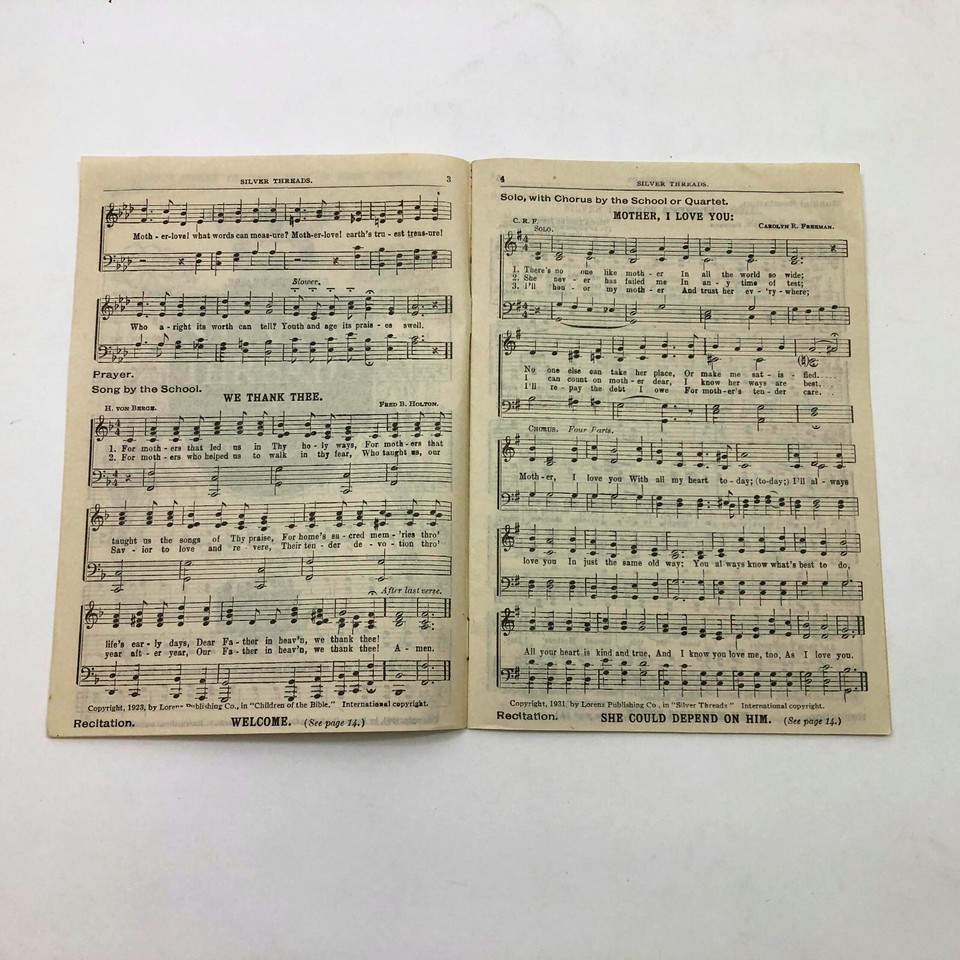 SILVER THREADS. 3
Moth - er-love! what words can meas-ure? Moth-er-love! earth's tru - est treas-ure!
Slower.
Who a - right its worth can tell? Youth and age its prais - es swell.
Prayer.
Song by the School.
WE THANK THEE.
H. VON BERGE. FRED B. HOLTON.
1. For moth - ers that led us in Thy ho - ly ways, For moth - ers that
2. For moth - ers who helped us to walk in thy fear, Who taught us, our
taught us the songs of Thy praise, For home's sa - cred mem - 'ries thro'
Sav - ior to love and re - vere, Their ten - der de - vo - tion thro'
After last verse.
life's ear - ly days, Dear Fa - ther in heav'n, we thank thee!
year aft - er year, Our Fa - ther in heav'n, we thank thee! A - men.
Copyright, 1923, by Lorenz Publishing Co., in "Children of the Bible." International copyright.
Recitation. WELCOME. (See page 14.)
4 SILVER THREADS.
Solo, with Chorus by the School or Quartet.
MOTHER, I LOVE YOU:
C. R. F. CAROLYN R. FREEMAN.
SOLO.
1. There's no one like moth - er In all the world so wide;
2. She nev - er has failed me In an - y time of test;
3. I'll hon - or my moth - er And trust her ev - 'ry - where;
No one else can take her place, Or make me sat - is - fied.....
I can count on moth - er dear, I know her ways are best....
I'll re - pay the debt I owe For moth-er's ten - der care. ..
CHORUS. Four Parts.
Moth - er, I love you With all my heart to - day; (to-day;) I'll al - ways
love you In just the same old way; You al-ways know what's best to do,
All your heart is kind and true, And I know you love me, too, As I love you.
Copyright, 1931, by Lorenz Publishing Co., in "Silver Threads" International copyright.
Recitation. SHE COULD DEPEND ON HIM. (See page 14.)